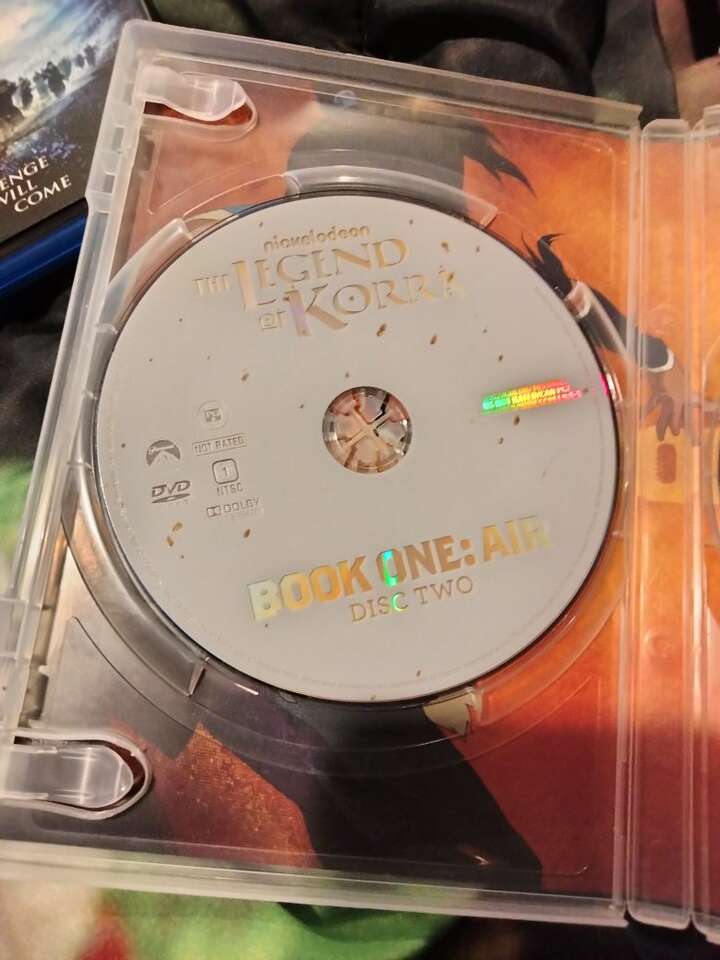 ENGE
WILL
COME
nickelodeon
THE LEGEND
OF KORRA
NOT RATED
DVD
1
NTSC
DOLBY
BOOK ONE: AIR
DISC TWO